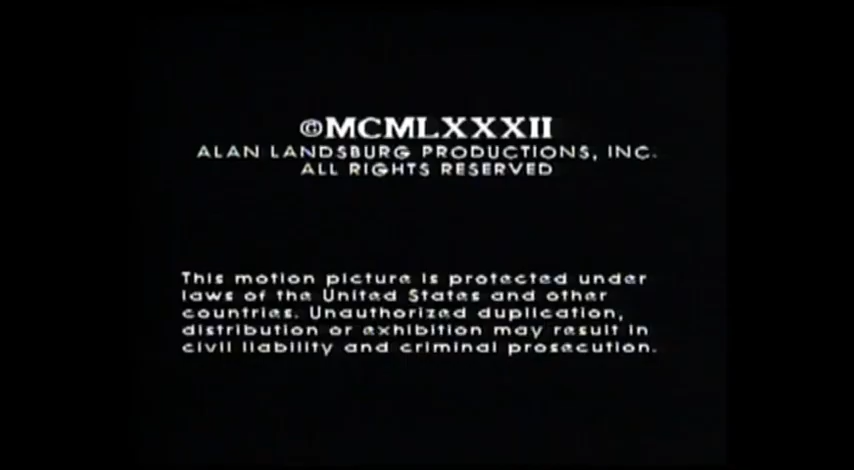 ©MCMLXXXII
ALAN LANDSBURG PRODUCTIONS, INC.
ALL RIGHTS RESERVED
This motion picture is protected under
laws of the United States and other
countries. Unauthorized duplication,
distribution or exhibition may result in
civil liability and criminal prosecution.